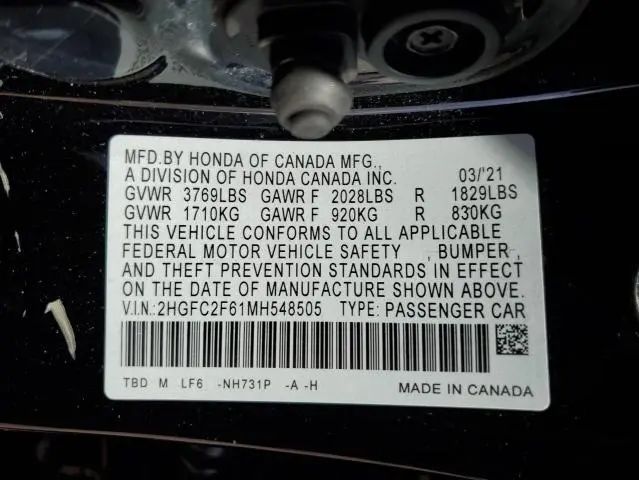 MFD.BY HONDA OF CANADA MFG.,
A DIVISION OF HONDA CANADA INC. 03/'21
GVWR 3769LBS GAWR F 2028LBS R 1829LBS
GVWR 1710KG GAWR F 920KG R 830KG
THIS VEHICLE CONFORMS TO ALL APPLICABLE
FEDERAL MOTOR VEHICLE SAFETY , BUMPER,
AND THEFT PREVENTION STANDARDS IN EFFECT
ON THE DATE OF MANUFACTURE SHOWN ABOVE.
V.I.N.:2HGFC2F61MH548505 TYPE: PASSENGER CAR
TBD M LF6 -NH731P -A -H
MADE IN CANADA